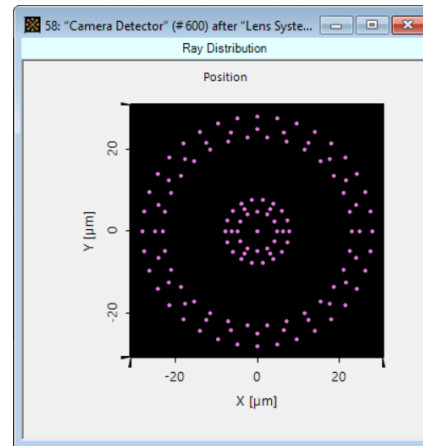 58: "Camera Detector" (# 600) after "Lens Syste...
Ray Distribution
Position
20
0
-20
Y [µm]
-20
0
20
X [µm]